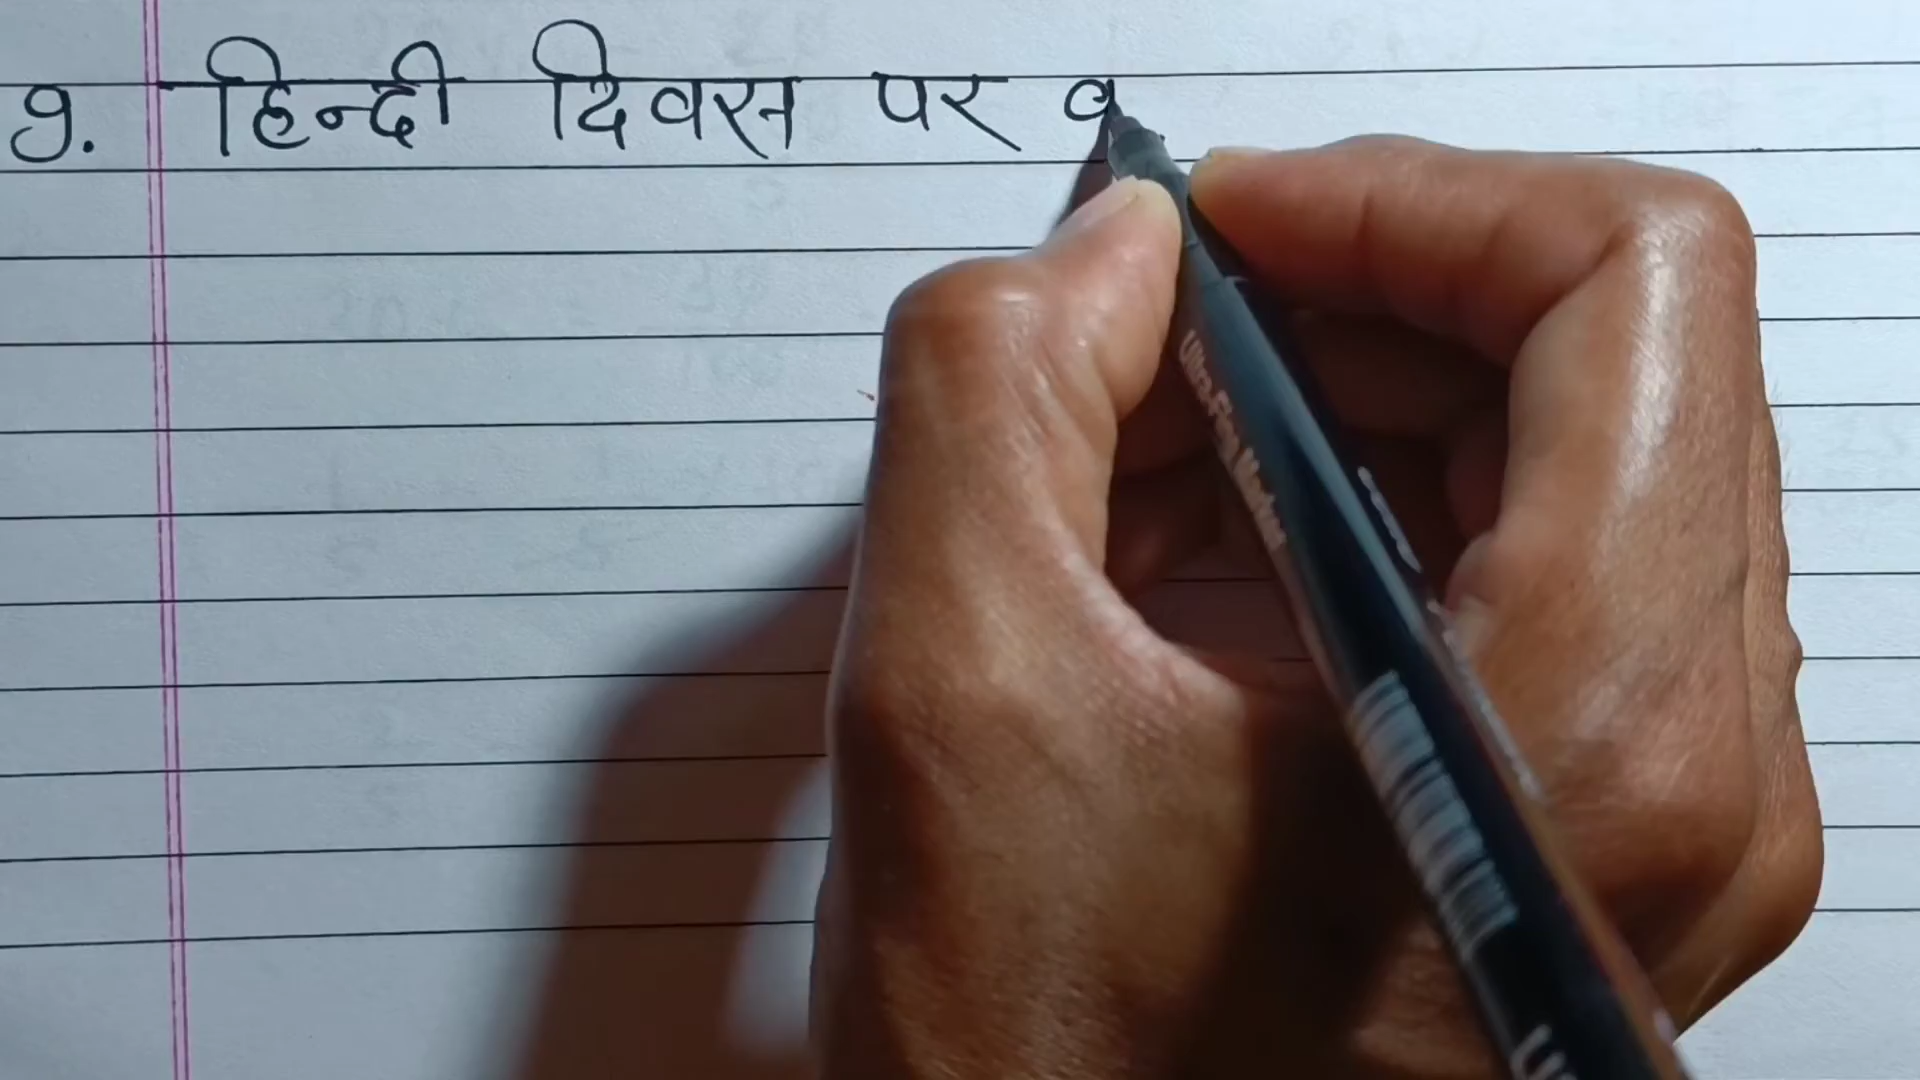 9. हिन्दी दिवस पर व
Ultra-Fine Marker